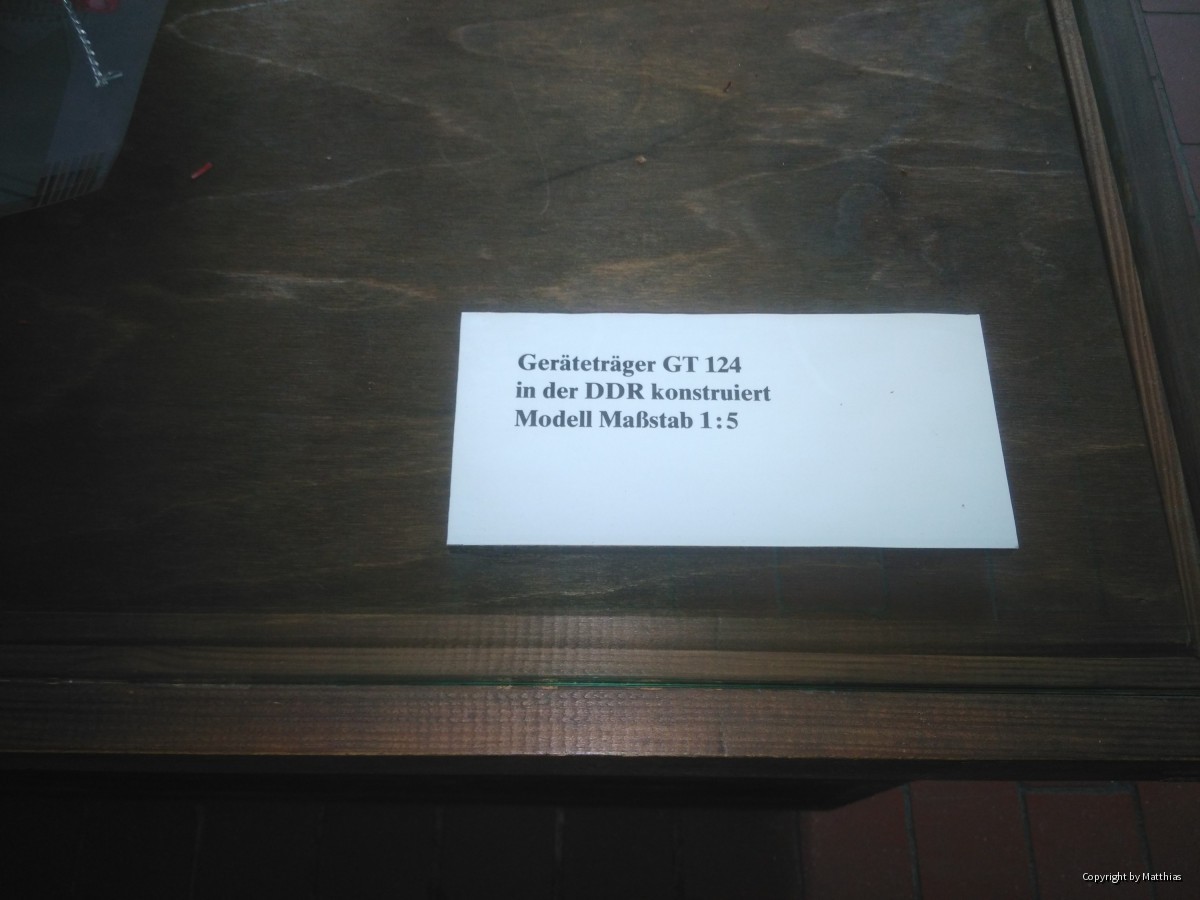 Geräteträger GT 124
in der DDR konstruiert
Modell Maßstab 1:5
Copyright by Matthias